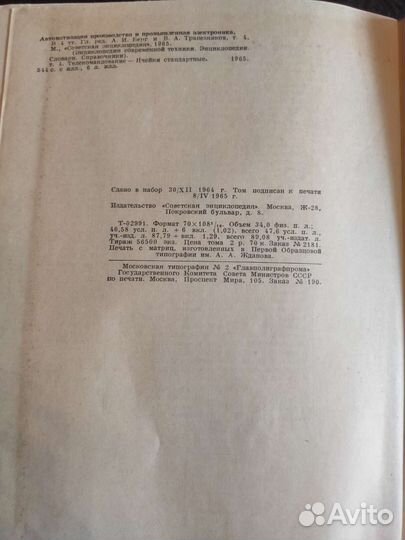 Автоматизация производства и промышленная электроника,
В 4 тт. Гл. ред. А. И. Берг и В. А. Трапезников, т. 4.
М., «Советская энциклопедия», 1965.
(Энциклопедии современной техники. Энциклопедии.
Словари. Справочники).
т. 4. Телекомандование — Ячейки стандартные. 1965.
544 с. с илл., 6 л. илл.
Сдано в набор 30/XII 1964 г. Том подписан к печати
8/IV 1965 г.
Издательство «Советская энциклопедия». Москва, Ж-28,
Покровский бульвар, д. 8.
Т-02991. Формат 70×108¹/₁₆. Объем 34,0 физ. п. л.;
46,58 усл. п. л. + 6 вкл. (1,02), всего 47,6 усл. п. л.,
уч.-изд. л. 87,79 + вкл. 1,29, всего 89,08 уч.-издат. л.
Тираж 56500 экз. Цена тома 2 р. 70 к. Заказ № 2181.
Печать с матриц, изготовленных в Первой Образцовой
типографии им. А. А. Жданова.
Московская типография № 2 «Главполиграфпрома»
Государственного Комитета Совета Министров СССР
по печати. Москва, Проспект Мира, 105. Заказ № 190.
Avito